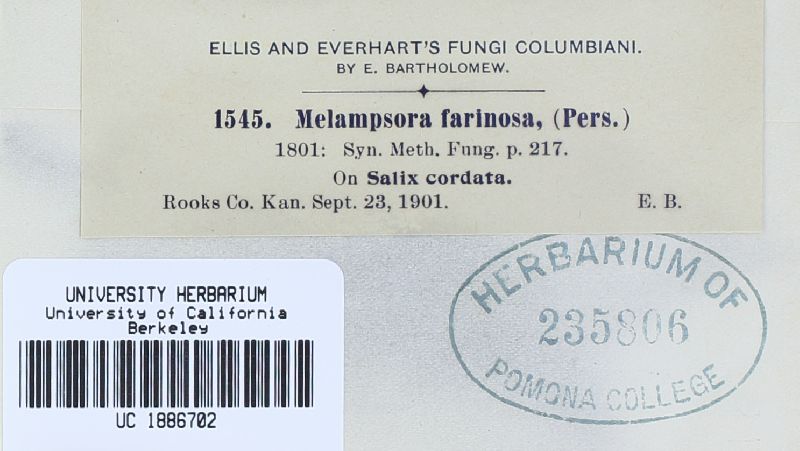 ELLIS AND EVERHART'S FUNGI COLUMBIANI.
BY E. BARTHOLOMEW.
1545. Melampsora farinosa, (Pers.)
1801: Syn. Meth. Fung. p. 217.
On Salix cordata.
Rooks Co. Kan. Sept. 23, 1901. E. B.
HERBARIUM OF
235806
POMONA COLLEGE
UNIVERSITY HERBARIUM
University of California
Berkeley
UC 1886702